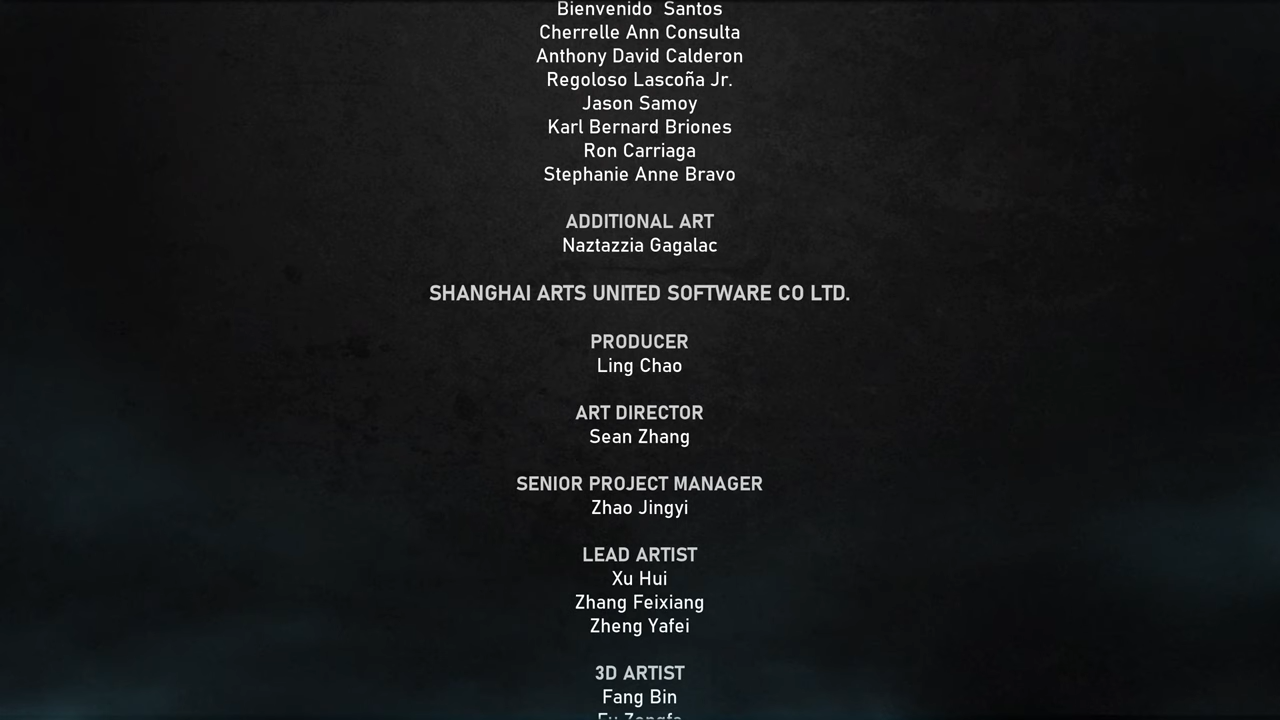 Bienvenido  Santos
Cherrelle Ann Consulta
Anthony David Calderon
Regoloso Lascoña Jr.
Jason Samoy
Karl Bernard Briones
Ron Carriaga
Stephanie Anne Bravo
ADDITIONAL ART
Naztazzia Gagalac
SHANGHAI ARTS UNITED SOFTWARE CO LTD.
PRODUCER
Ling Chao
ART DIRECTOR
Sean Zhang
SENIOR PROJECT MANAGER
Zhao Jingyi
LEAD ARTIST
Xu Hui
Zhang Feixiang
Zheng Yafei
3D ARTIST
Fang Bin